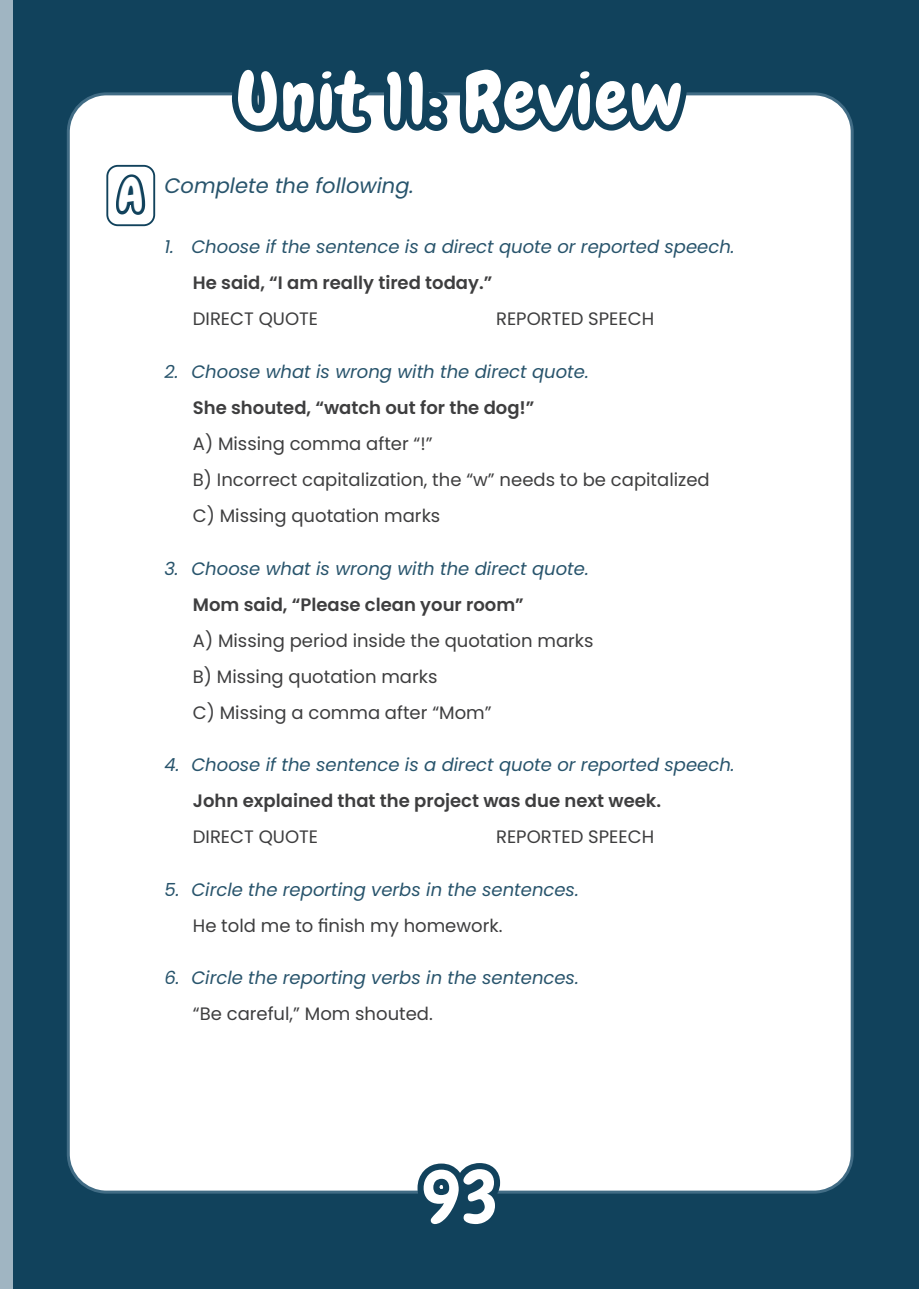 Unit 11: Review
A Complete the following.
1. Choose if the sentence is a direct quote or reported speech.
He said, “I am really tired today.”
DIRECT QUOTE REPORTED SPEECH
2. Choose what is wrong with the direct quote.
She shouted, “watch out for the dog!”
A) Missing comma after “!”
B) Incorrect capitalization, the “w” needs to be capitalized
C) Missing quotation marks
3. Choose what is wrong with the direct quote.
Mom said, “Please clean your room”
A) Missing period inside the quotation marks
B) Missing quotation marks
C) Missing a comma after “Mom”
4. Choose if the sentence is a direct quote or reported speech.
John explained that the project was due next week.
DIRECT QUOTE REPORTED SPEECH
5. Circle the reporting verbs in the sentences.
He told me to finish my homework.
6. Circle the reporting verbs in the sentences.
“Be careful,” Mom shouted.
93